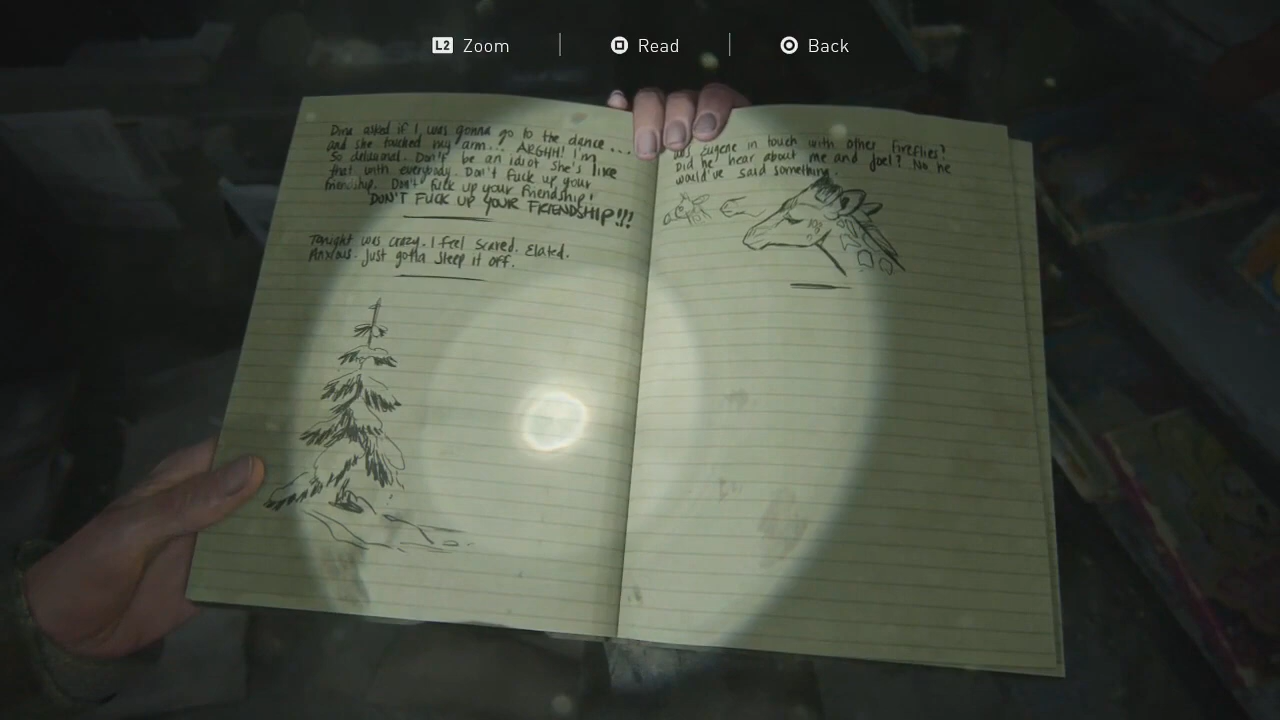 L2 Zoom
Read
Back
Dina asked if I was gonna go to the dance...
and she touched my arm... ARGHH! I'm
so delusional. Don't be an idiot she's like
that with everybody. Don't fuck up your
friendship. Don't fuck up your friendship!
DON'T FUCK UP YOUR FRIENDSHIP!!!
Tonight was crazy. I feel scared. Elated.
Anxious. Just gotta sleep it off.
Was Eugene in touch with other Fireflies?
Did he hear about me and Joel? No he
would've said something.